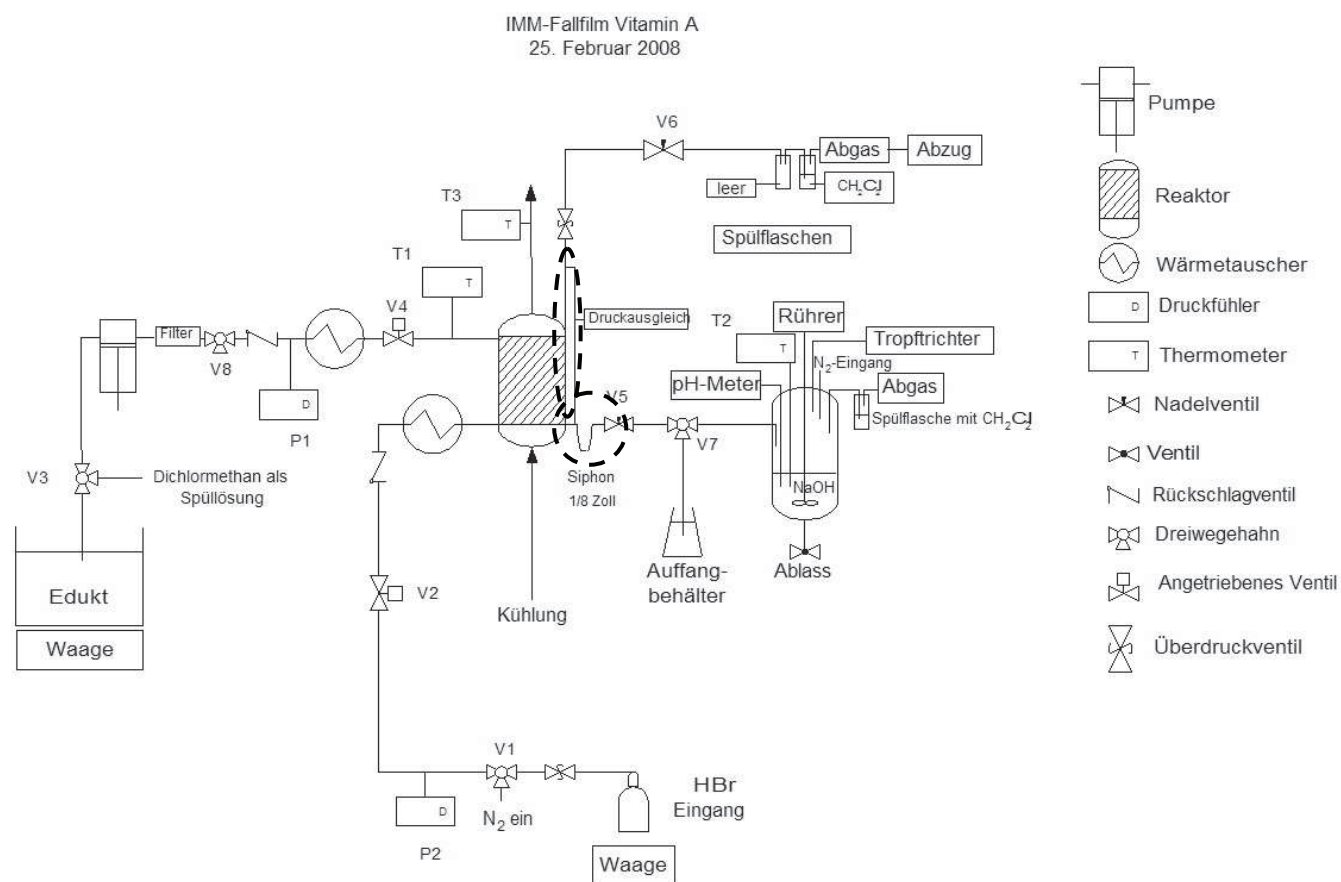 IMM-Fallfilm Vitamin A
25. Februar 2008
V6
Abgas
Abzug
leer
CH2Cl2
Spülflaschen
T3
T
T1
T
V4
Filter
V8
D
P1
Druckausgleich
V5
Siphon
1/8 Zoll
V7
T2
T
Rührer
Tropftrichter
N2-Eingang
pH-Meter
Abgas
Spülflasche mit CH2Cl2
NaOH
Ablass
Auffang-
behälter
Kühlung
V3
Dichlormethan als
Spüllösung
Edukt
Waage
V2
V1
N2 ein
D
P2
HBr
Eingang
Waage
Pumpe
Reaktor
Wärmetauscher
D
Druckfühler
T
Thermometer
Nadelventil
Ventil
Rückschlagventil
Dreiwegehahn
Angetriebenes Ventil
Überdruckventil